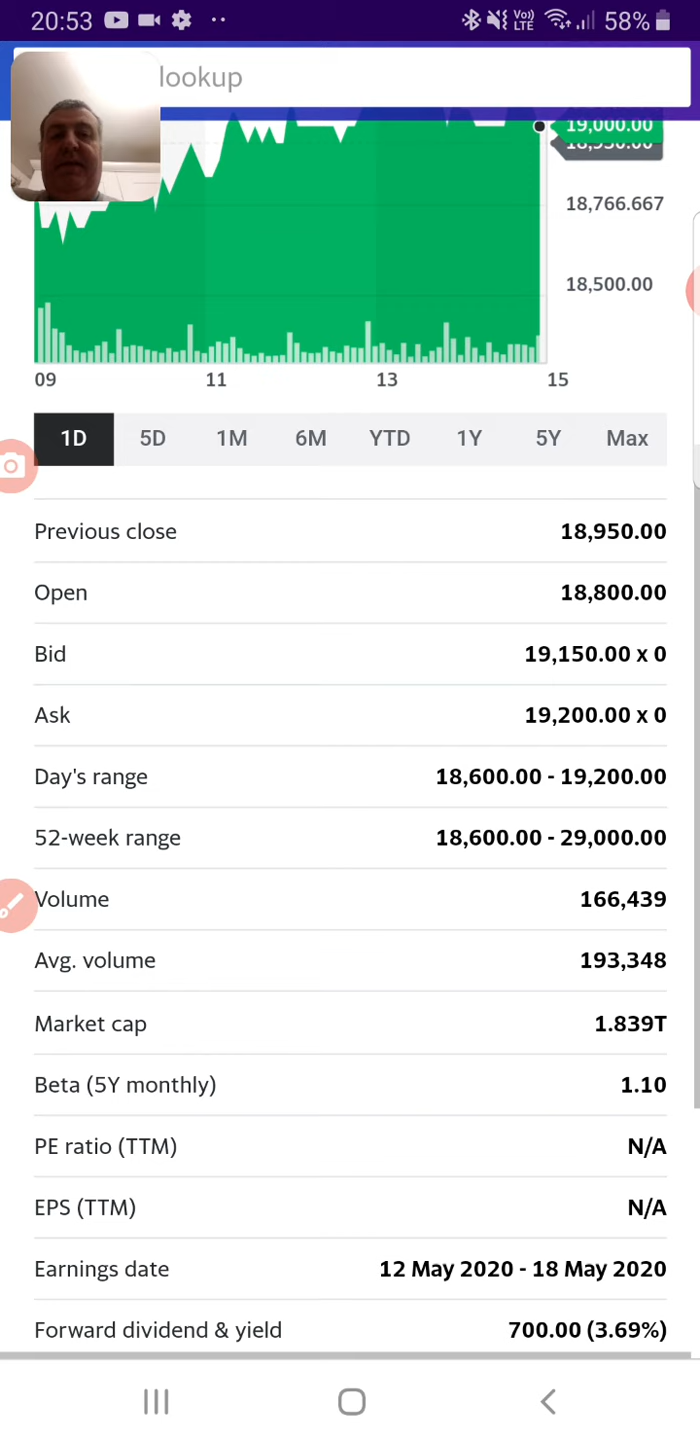 20:53
Vo)) LTE
58%
lookup
19,000.00
18,950.00
18,766.667
18,500.00
09 11 13 15
1D 5D 1M 6M YTD 1Y 5Y Max
Previous close 18,950.00
Open 18,800.00
Bid 19,150.00 x 0
Ask 19,200.00 x 0
Day's range 18,600.00 - 19,200.00
52-week range 18,600.00 - 29,000.00
Volume 166,439
Avg. volume 193,348
Market cap 1.839T
Beta (5Y monthly) 1.10
PE ratio (TTM) N/A
EPS (TTM) N/A
Earnings date 12 May 2020 - 18 May 2020
Forward dividend & yield 700.00 (3.69%)